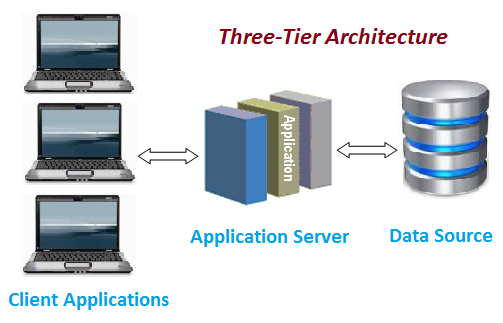 Three-Tier Architecture
Application
Application Server
Data Source
Client Applications